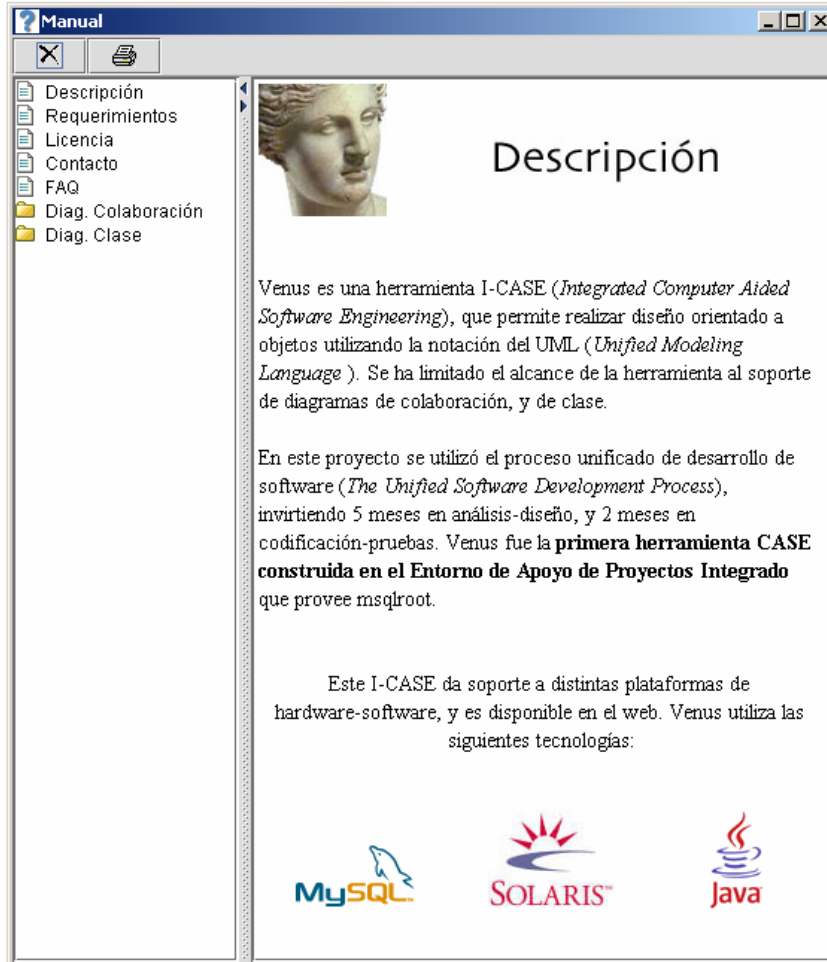 Manual
Descripción
Requerimientos
Licencia
Contacto
FAQ
Diag. Colaboración
Diag. Clase
Descripción
Venus es una herramienta I-CASE (Integrated Computer Aided
Software Engineering), que permite realizar diseño orientado a
objetos utilizando la notación del UML ( Unified Modeling
Language ). Se ha limitado el alcance de la herramienta al soporte
de diagramas de colaboración, y de clase.
En este proyecto se utilizó el proceso unificado de desarrollo de
software (The Unified Software Development Process),
invirtiendo 5 meses en análisis-diseño, y 2 meses en
codificación-pruebas. Venus fue la primera herramienta CASE
construida en el Entorno de Apoyo de Proyectos Integrado
que provee msqlroot.
Este I-CASE da soporte a distintas plataformas de
hardware-software, y es disponible en el web. Venus utiliza las
siguientes tecnologías:
MySQL SOLARIS™ Java